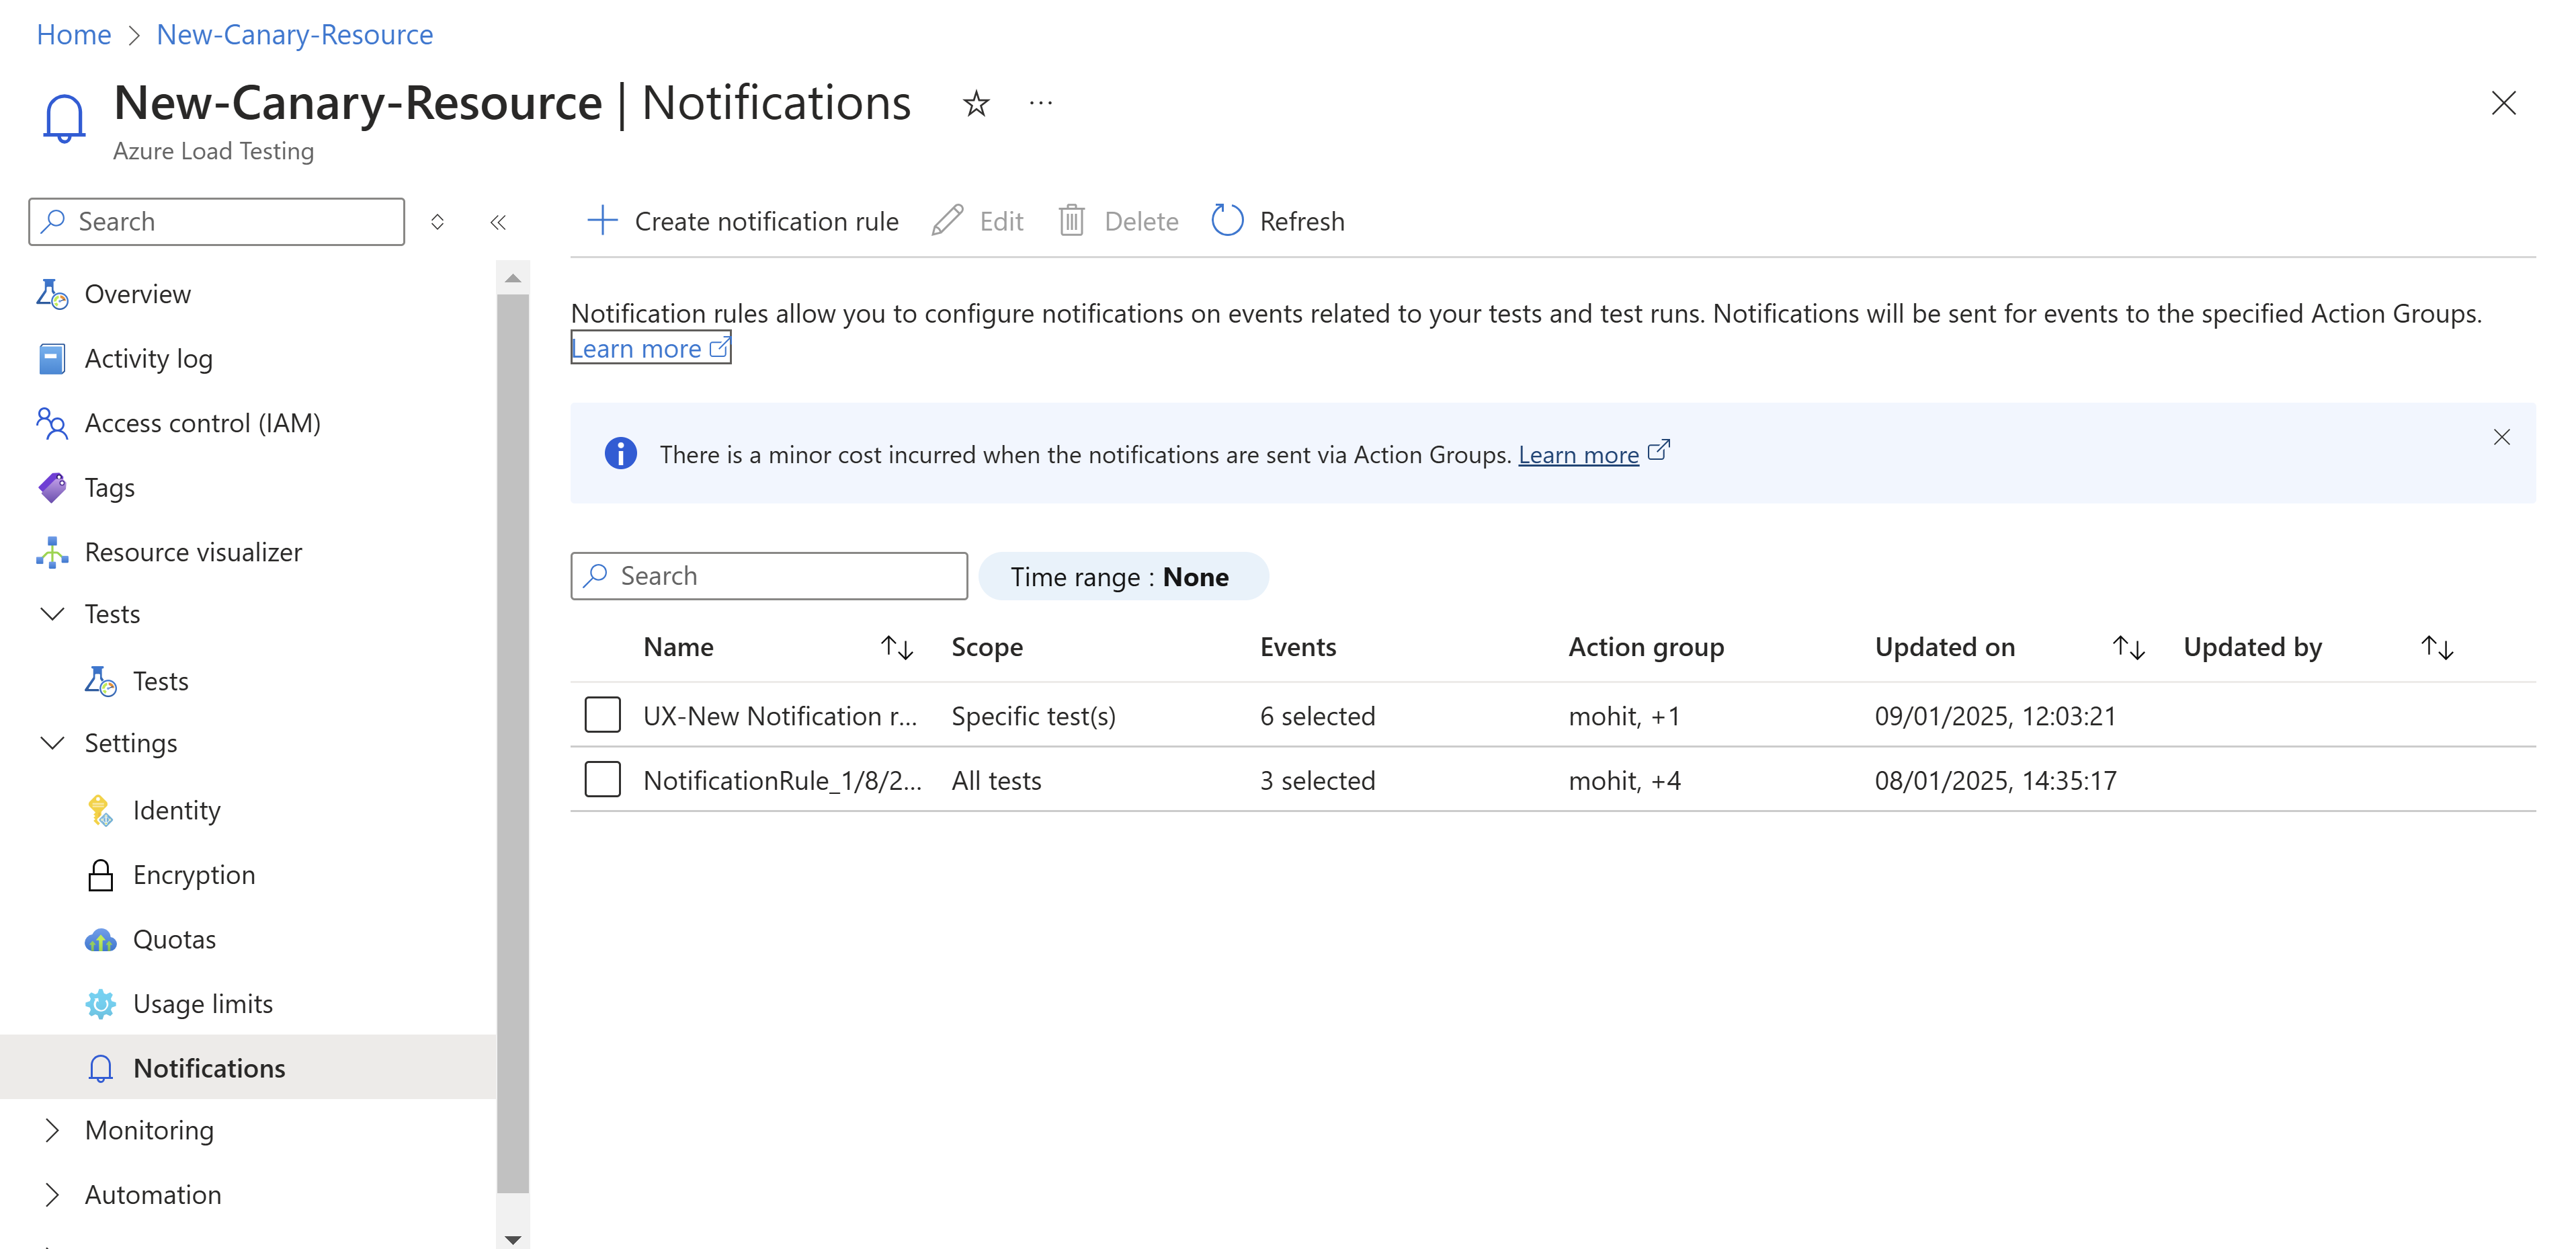 Home > New-Canary-Resource
New-Canary-Resource | Notifications
Azure Load Testing
Search
Overview
Activity log
Access control (IAM)
Tags
Resource visualizer
Tests
Tests
Settings
Identity
Encryption
Quotas
Usage limits
Notifications
Monitoring
Automation
Create notification rule Edit Delete Refresh
Notification rules allow you to configure notifications on events related to your tests and test runs. Notifications will be sent for events to the specified Action Groups.
Learn more
There is a minor cost incurred when the notifications are sent via Action Groups. Learn more
Search Time range : None
Name Scope Events Action group Updated on Updated by
UX-New Notification r... Specific test(s) 6 selected mohit, +1 09/01/2025, 12:03:21
NotificationRule_1/8/2... All tests 3 selected mohit, +4 08/01/2025, 14:35:17